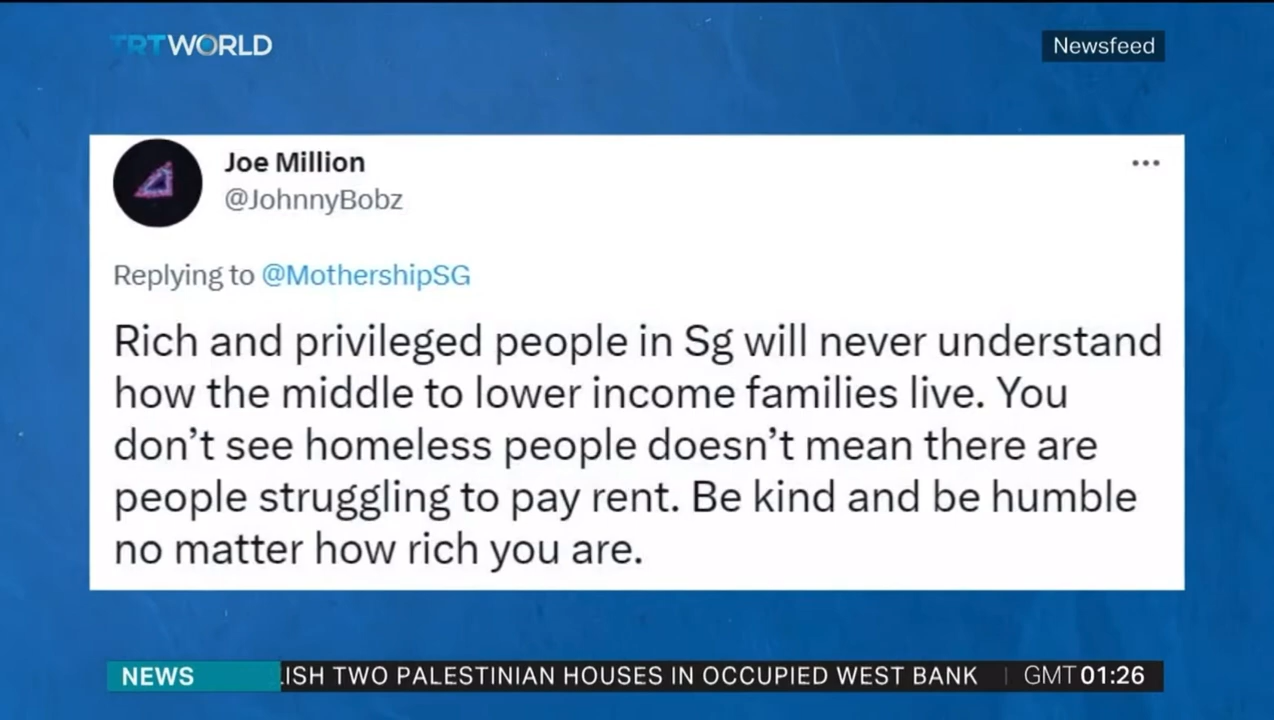 TRTWORLD
Newsfeed
Joe Million
@JohnnyBobz
Replying to @MothershipSG
Rich and privileged people in Sg will never understand
how the middle to lower income families live. You
don't see homeless people doesn't mean there are
people struggling to pay rent. Be kind and be humble
no matter how rich you are.
NEWS
ISH TWO PALESTINIAN HOUSES IN OCCUPIED WEST BANK
GMT 01:26